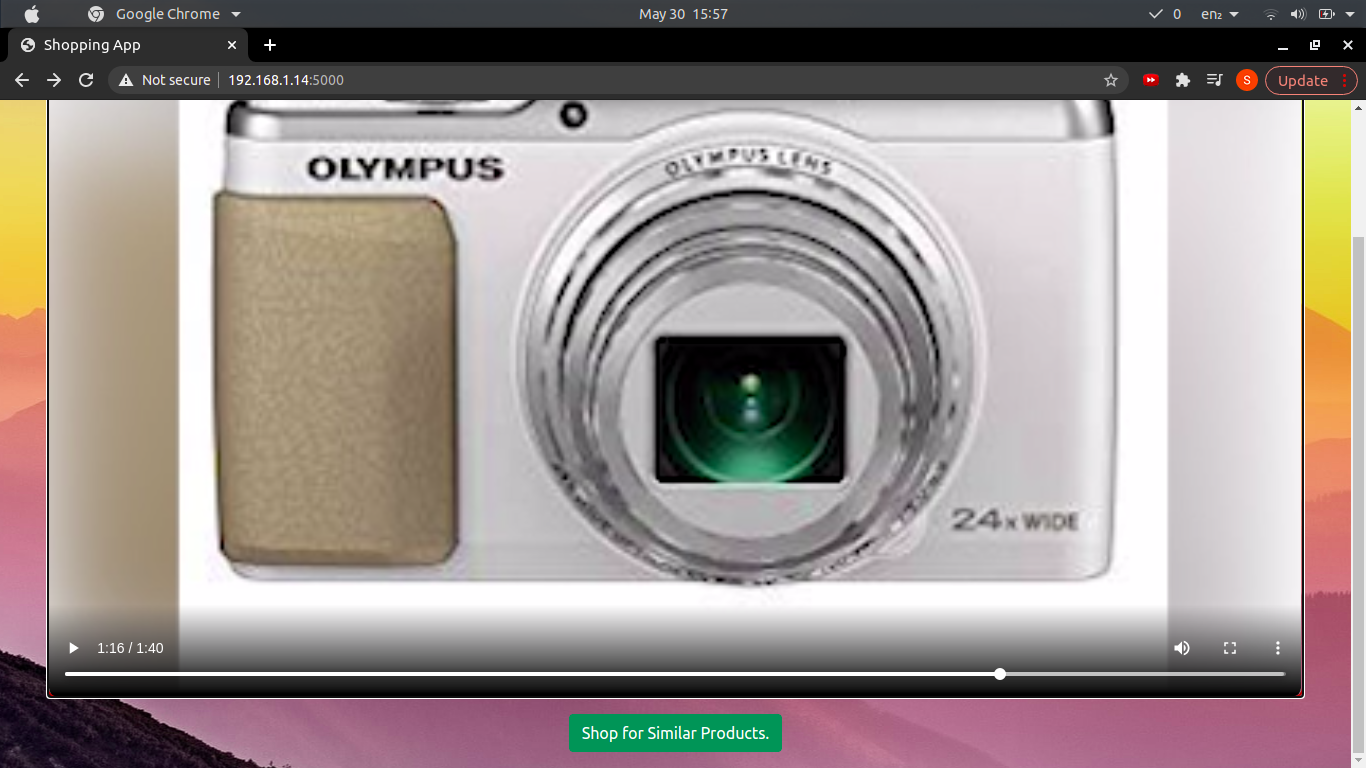 Google Chrome
May 30 15:57
0
en₂
Shopping App
Not secure
192.168.1.14:5000
S
Update
OLYMPUS
OLYMPUS LENS
24x WIDE
1:16 / 1:40
Shop for Similar Products.